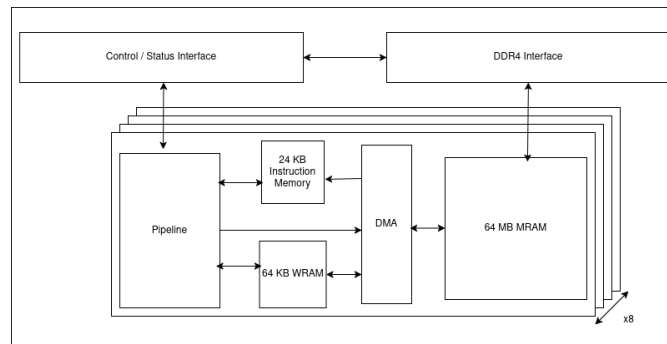 Control / Status Interface
DDR4 Interface
24 KB
Instruction
Memory
Pipeline
DMA
64 MB MRAM
64 KB WRAM
x8